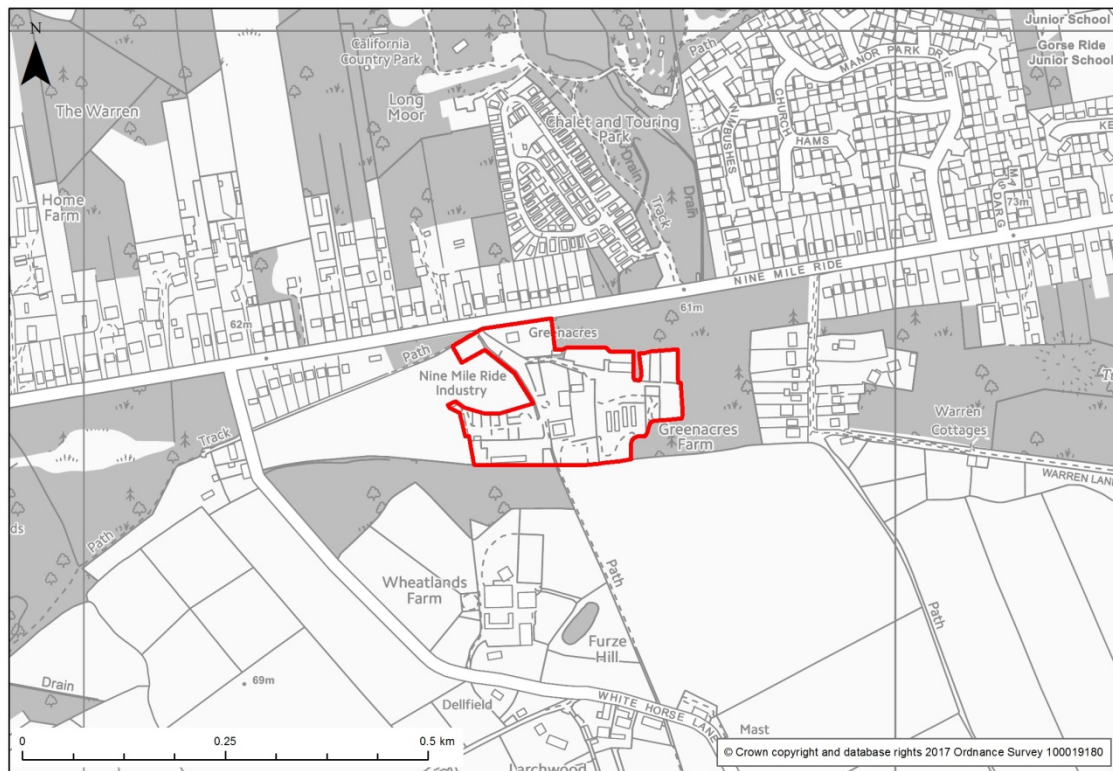 N
California
Country Park
Path
Junior School
Gorse Ride
Junior School
MANOR PARK DRIVE
The Warren
Long
Moor
Chalet and Touring
Park
WIMBUSHES
CHURCH
HAMS
Drain
Drain
Track
Home
Farm
73m
NINE MILE RIDE
61m
62m
Greenacres
Path
Nine Mile Ride
Industry
Track
Greenacres
Farm
Warren
Cottages
WARREN LANE
Path
Path
Path
Wheatlands
Farm
Furze
Hill
Drain
69m
Dellfield
WHITE HORSE LANE
Mast
Larchwood
0
0.25
0.5 km
© Crown copyright and database rights 2017 Ordnance Survey 100019180